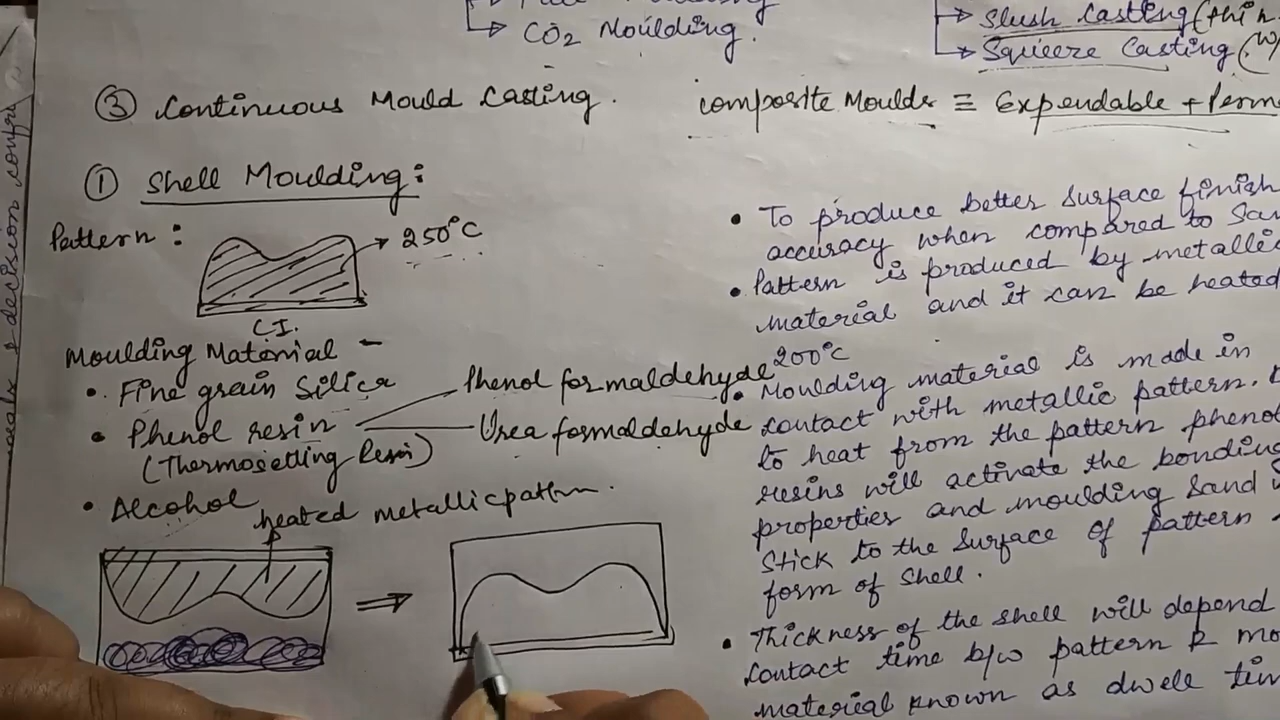 CO2 Moulding.
Slush Casting (thin
Squeeze Casting (
③ Continuous Mould Casting.
Composite Moulds ≡ Expendable + Perm
① Shell Moulding:
Pattern:
250°C
C.I.
Moulding Material -
• Fine grain Silica
• Phenol resin
(Thermosetting Resin)
Phenol formaldehyde
Urea formaldehyde
• Alcohol
heated metallic pattern.
• To produce better surface finish
accuracy when compared to San
• Pattern is produced by metallic
material and it can be heated
200°C
• Moulding material is made in
contact with metallic pattern.
to heat from the pattern phenol
resins will activate the bonding
properties and moulding sand
stick to the surface of pattern
form of shell.
• Thickness of the shell will depend
contact time b/w pattern & mo
material known as dwell tim